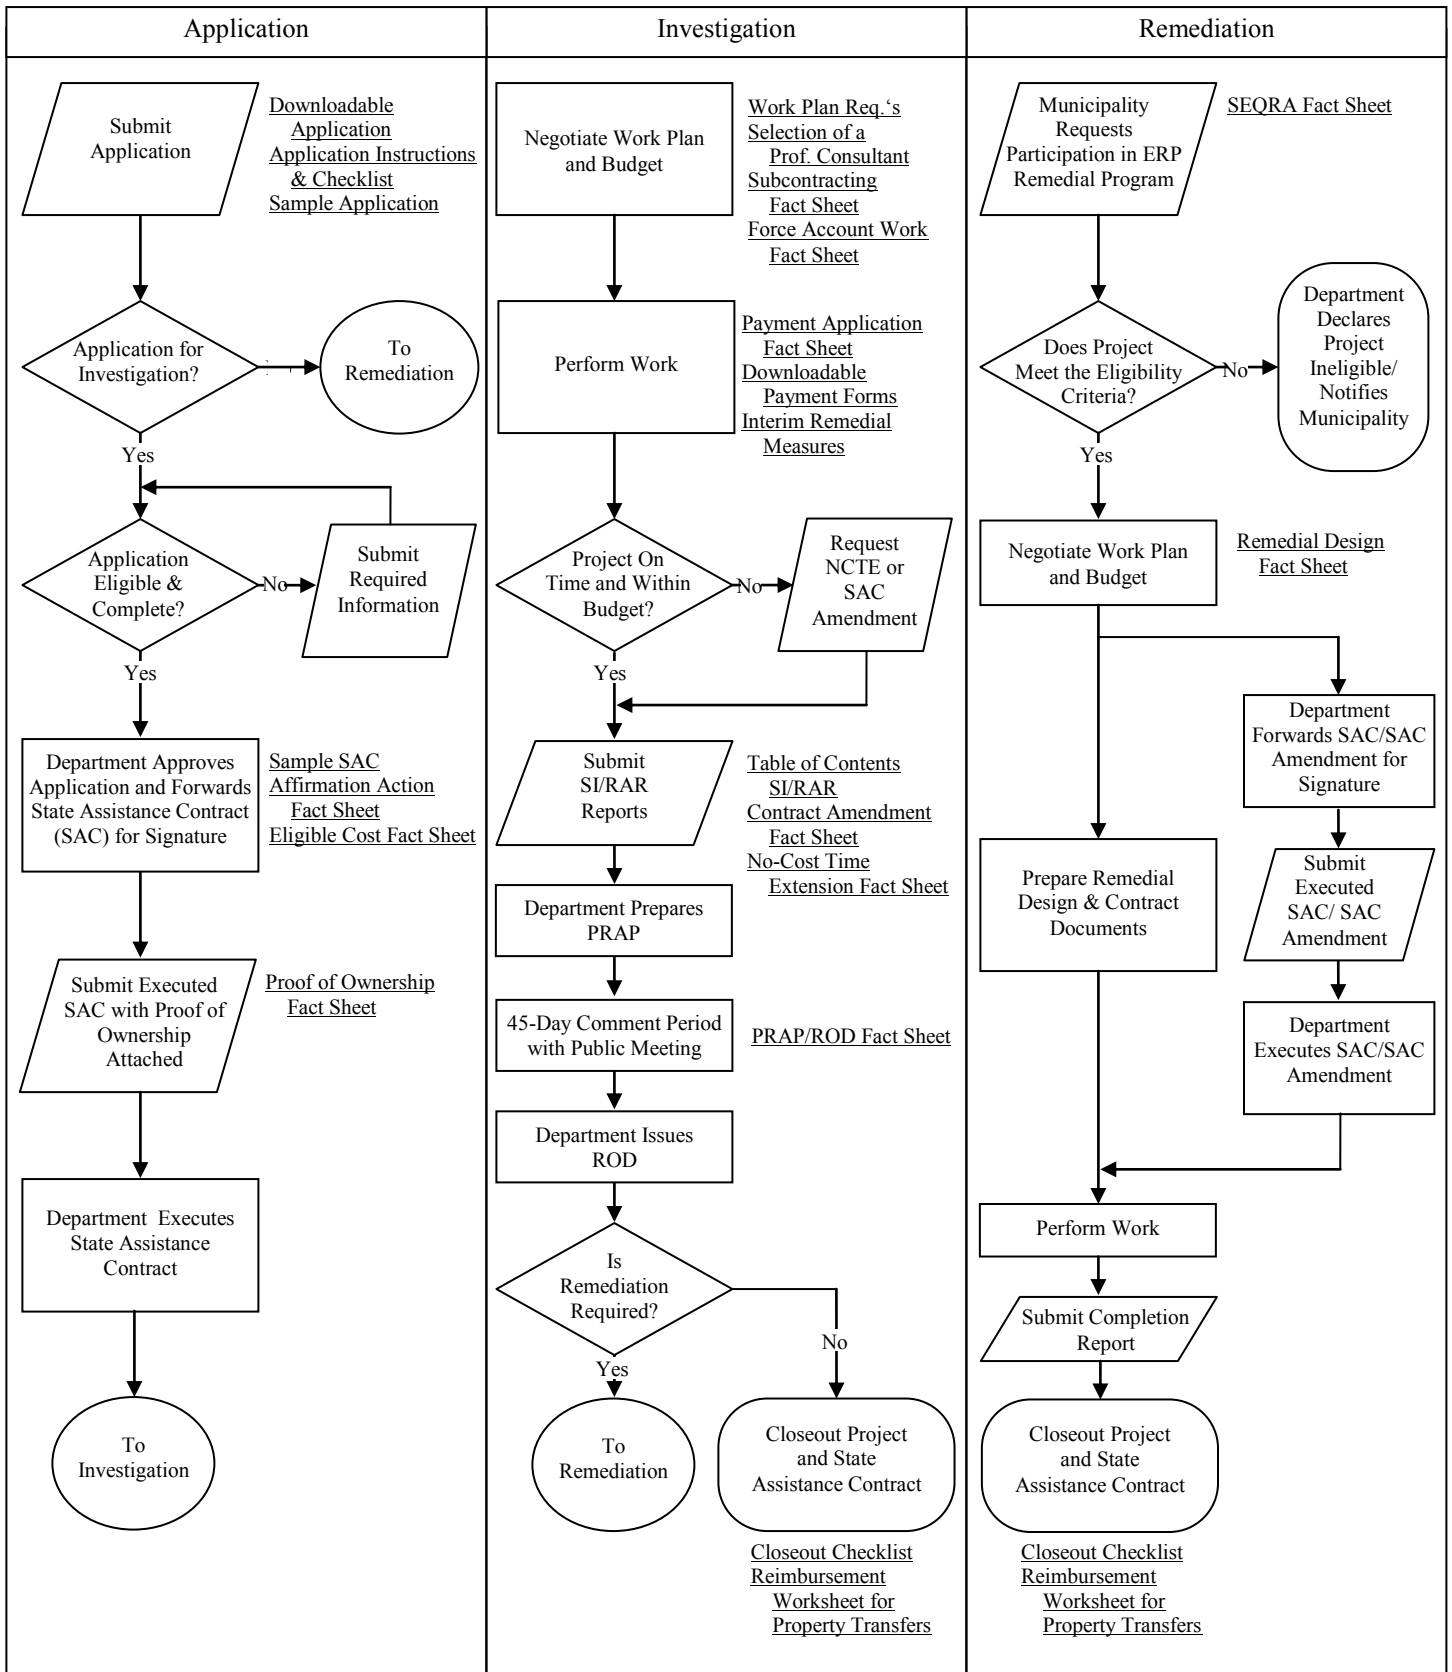 Application
Submit
Application
Downloadable
Application
Application Instructions
& Checklist
Sample Application
Application for
Investigation?
To
Remediation
Yes
Application
Eligible &
Complete?
No
Submit
Required
Information
Yes
Department Approves
Application and Forwards
State Assistance Contract
(SAC) for Signature
Sample SAC
Affirmation Action
Fact Sheet
Eligible Cost Fact Sheet
Submit Executed
SAC with Proof of
Ownership
Attached
Proof of Ownership
Fact Sheet
Department Executes
State Assistance
Contract
To
Investigation
Investigation
Negotiate Work Plan
and Budget
Work Plan Req.‘s
Selection of a
Prof. Consultant
Subcontracting
Fact Sheet
Force Account Work
Fact Sheet
Perform Work
Payment Application
Fact Sheet
Downloadable
Payment Forms
Interim Remedial
Measures
Project On
Time and Within
Budget?
No
Request
NCTE or
SAC
Amendment
Yes
Submit
SI/RAR
Reports
Table of Contents
SI/RAR
Contract Amendment
Fact Sheet
No-Cost Time
Extension Fact Sheet
Department Prepares
PRAP
45-Day Comment Period
with Public Meeting
PRAP/ROD Fact Sheet
Department Issues
ROD
Is
Remediation
Required?
No
Yes
To
Remediation
Closeout Project
and State
Assistance Contract
Closeout Checklist
Reimbursement
Worksheet for
Property Transfers
Remediation
Municipality
Requests
Participation in ERP
Remedial Program
SEQRA Fact Sheet
Does Project
Meet the Eligibility
Criteria?
No
Department
Declares
Project
Ineligible/
Notifies
Municipality
Yes
Negotiate Work Plan
and Budget
Remedial Design
Fact Sheet
Department
Forwards SAC/SAC
Amendment for
Signature
Prepare Remedial
Design & Contract
Documents
Submit
Executed
SAC/ SAC
Amendment
Department
Executes SAC/SAC
Amendment
Perform Work
Submit Completion
Report
Closeout Project
and State
Assistance Contract
Closeout Checklist
Reimbursement
Worksheet for
Property Transfers